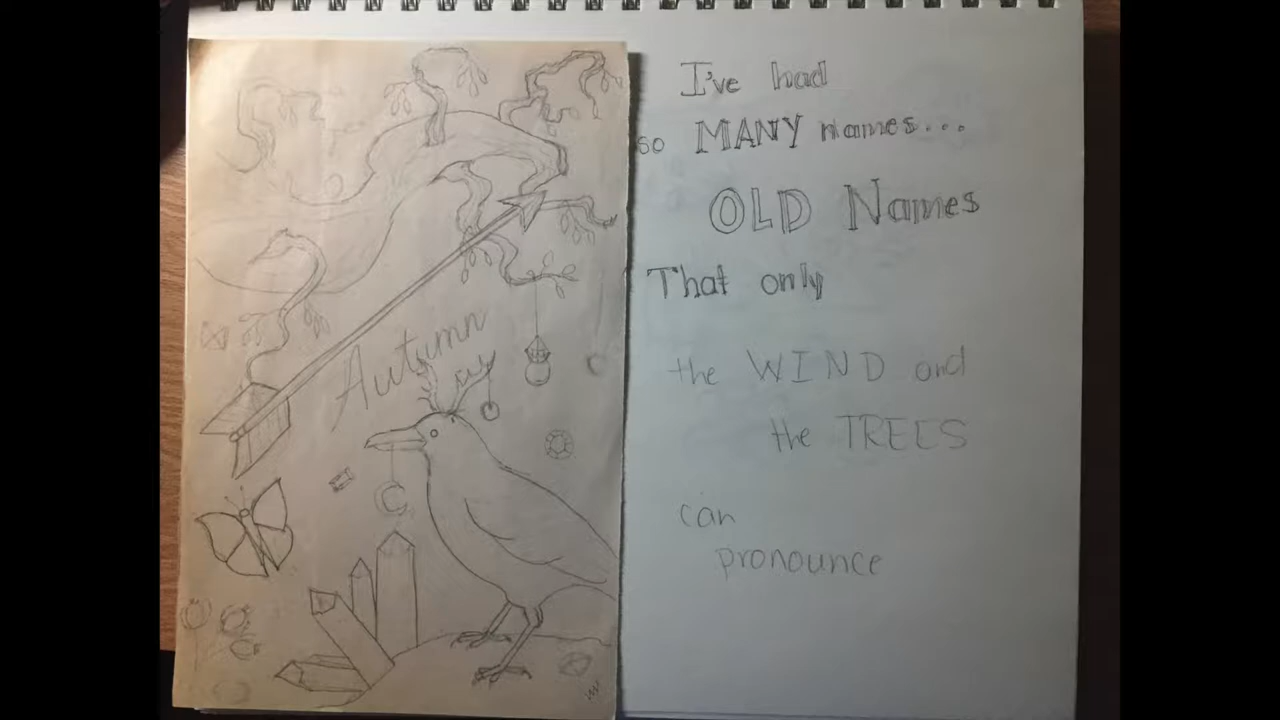 Autumn
I've had
so MANY names...
OLD Names
That only
the WIND and
the TREES
can
pronounce